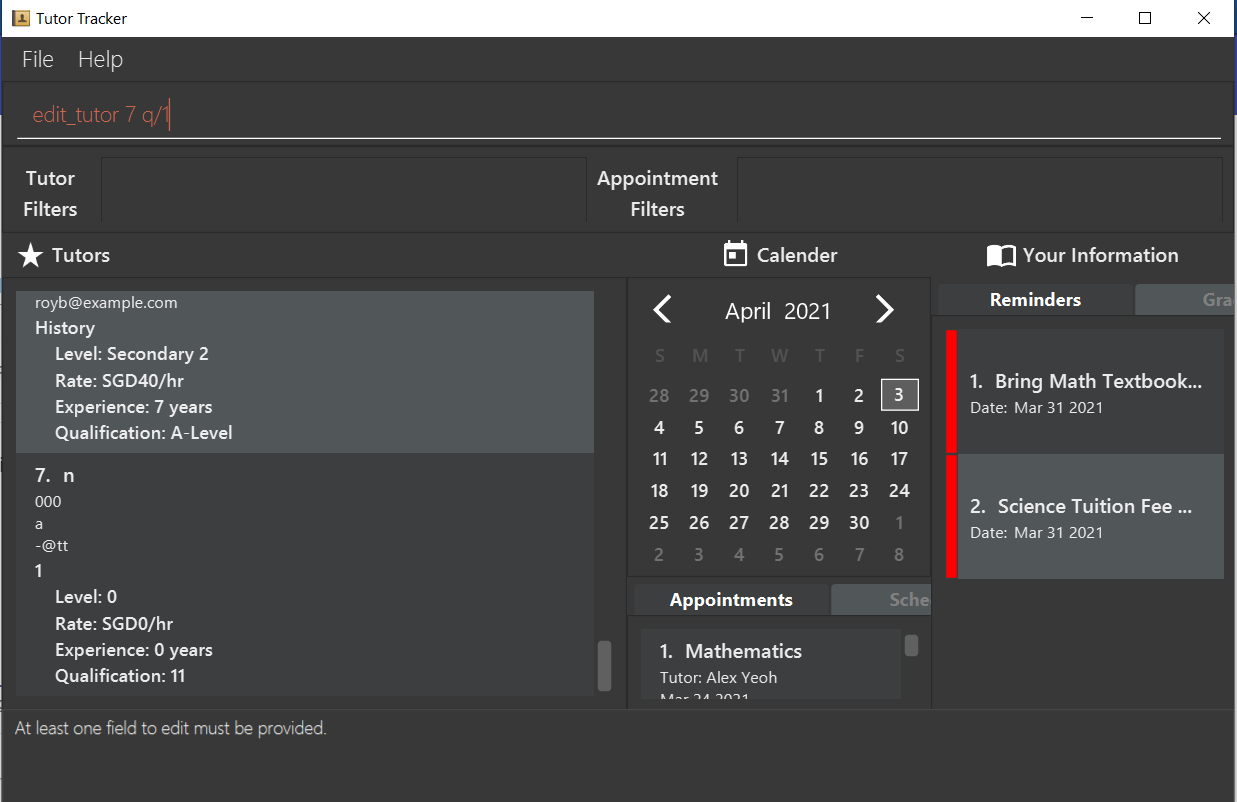 Tutor Tracker
File Help
edit_tutor 7 q/1
Tutor
Filters
Appointment
Filters
Tutors
royb@example.com
History
Level: Secondary 2
Rate: SGD40/hr
Experience: 7 years
Qualification: A-Level
7. n
000
a
-@tt
1
Level: 0
Rate: SGD0/hr
Experience: 0 years
Qualification: 11
Calender
April 2021
S M T W T F S
28 29 30 31 1 2 3
4 5 6 7 8 9 10
11 12 13 14 15 16 17
18 19 20 21 22 23 24
25 26 27 28 29 30 1
2 3 4 5 6 7 8
Appointments Sche
1. Mathematics
Tutor: Alex Yeoh
Mar 24 2021
Your Information
Reminders Gra
1. Bring Math Textbook...
Date: Mar 31 2021
2. Science Tuition Fee ...
Date: Mar 31 2021
At least one field to edit must be provided.